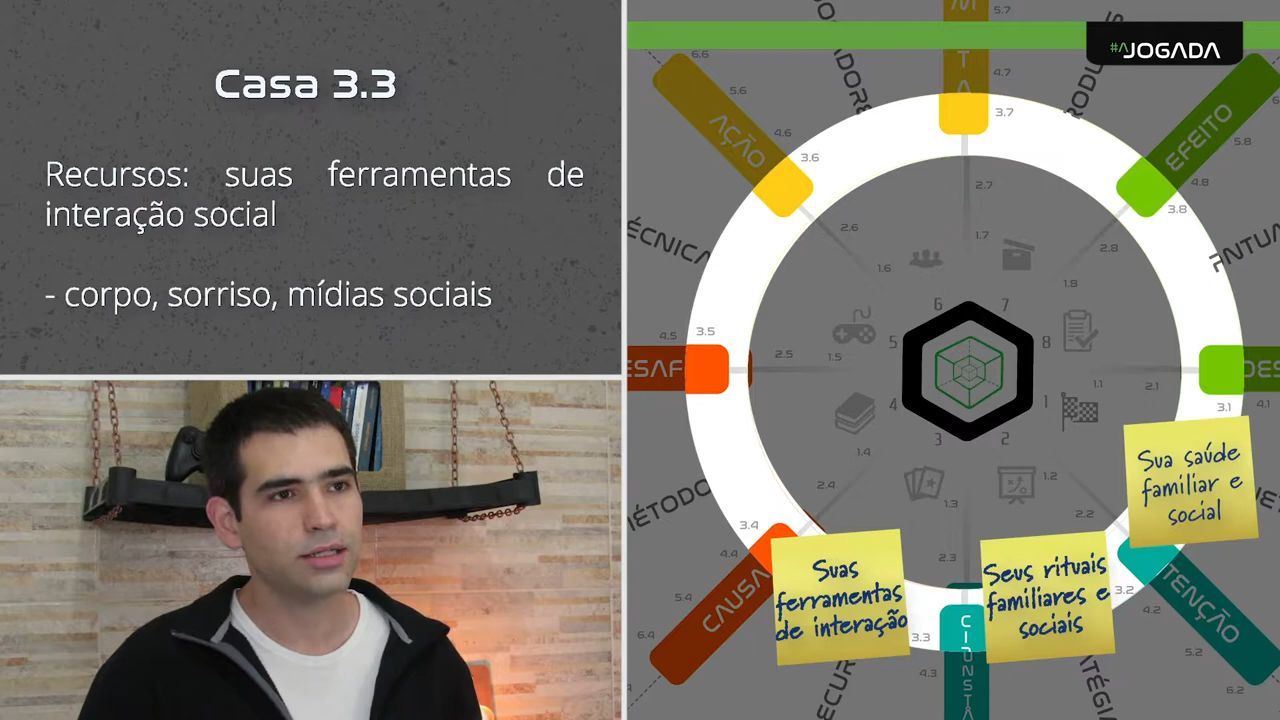 Casa 3.3
Recursos: suas ferramentas de
interação social
- corpo, sorriso, mídias sociais
#AJOGADA
5.7
4.7
3.7
2.7
1.7
6.6
5.6
4.6
3.6
2.6
1.6
AÇÃO
EFEITO
5.8
4.8
3.8
2.8
1.8
4.5
3.5
2.5
1.5
6
7
5
8
4
1
3
2
1.1
2.1
3.1
4.1
1.4
2.4
3.4
4.4
5.4
6.4
CAUSA
1.3
2.3
3.3
4.3
1.2
2.2
3.2
4.2
5.2
6.2
Sua saúde
familiar e
social
Suas
ferramentas
de interação
Seus rituais
familiares e
sociais